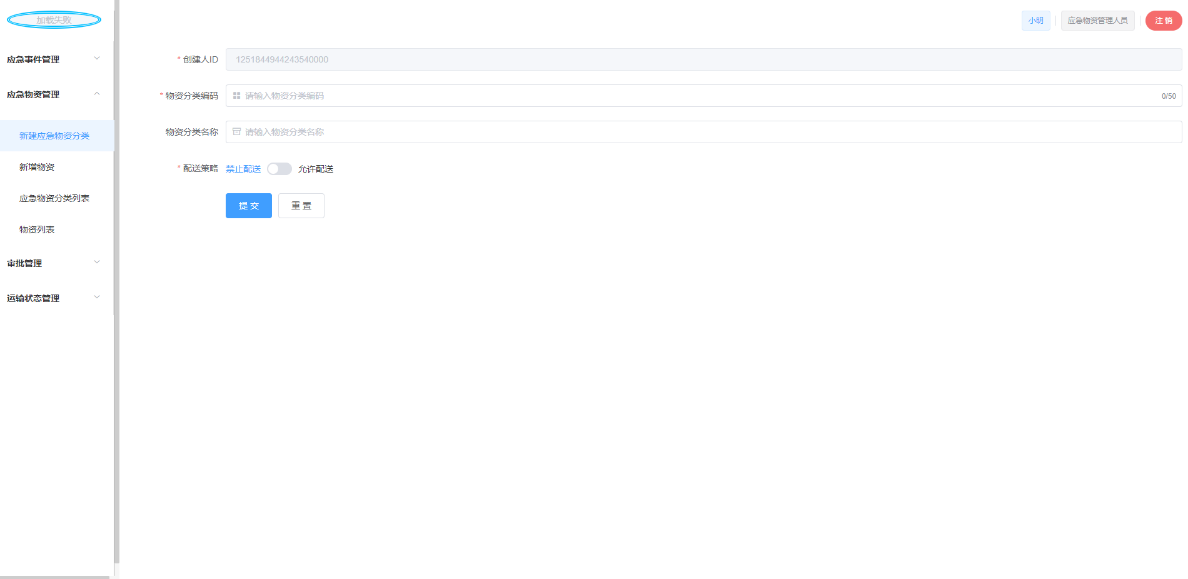 加载失败
小明
应急物资管理人员
注 销
应急事件管理
应急物资管理
新建应急物资分类
新增物资
应急物资分类列表
物资列表
审批管理
运输状态管理
* 创建人ID
1251644944243540000
* 物资分类编码
请输入物资分类编码
0/50
物资分类名称
请输入物资分类名称
* 配送策略
禁止配送
允许配送
提 交
重 置